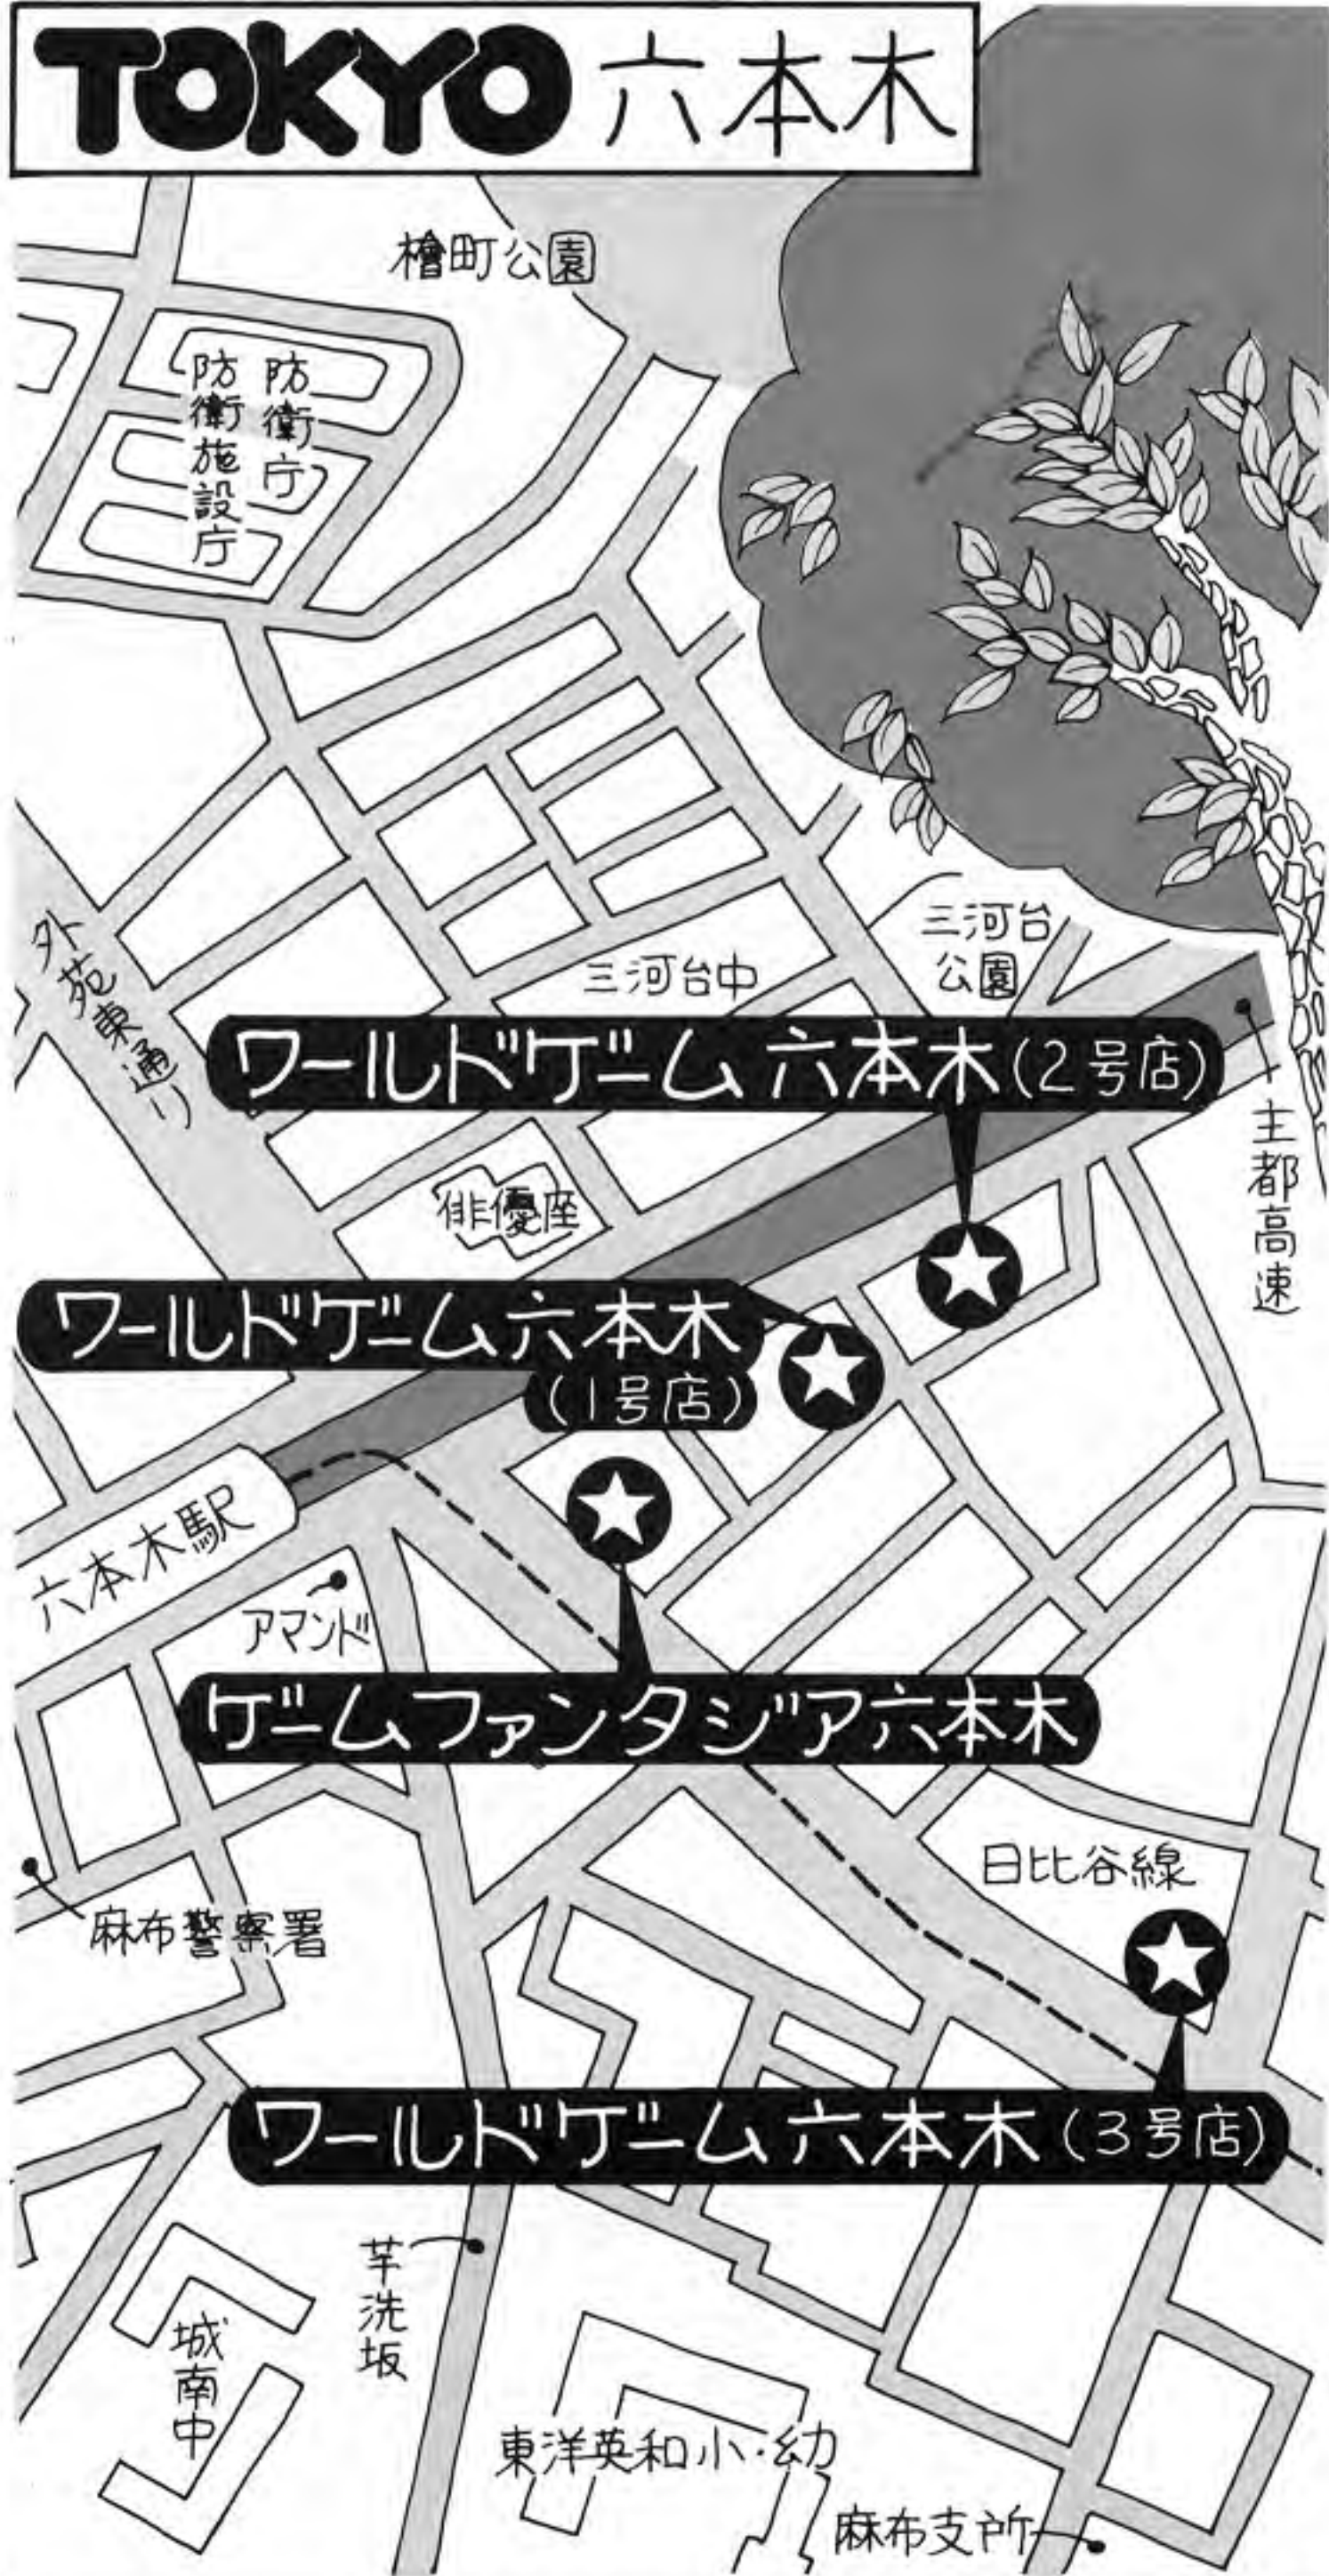 TOKYO 六本木
檜町公園
防衛庁
防衛施設庁
外苑東通り
三河台中
三河台
公園
ワールドゲーム 六本木(2号店)
主都高速
俳優座
ワールドゲーム六本木
(1号店)
六本木駅
アマンド
ゲームファンタジア六本木
日比谷線
麻布警察署
ワールドゲーム六本木(3号店)
芋洗坂
城南中
東洋英和小・幼
麻布支所